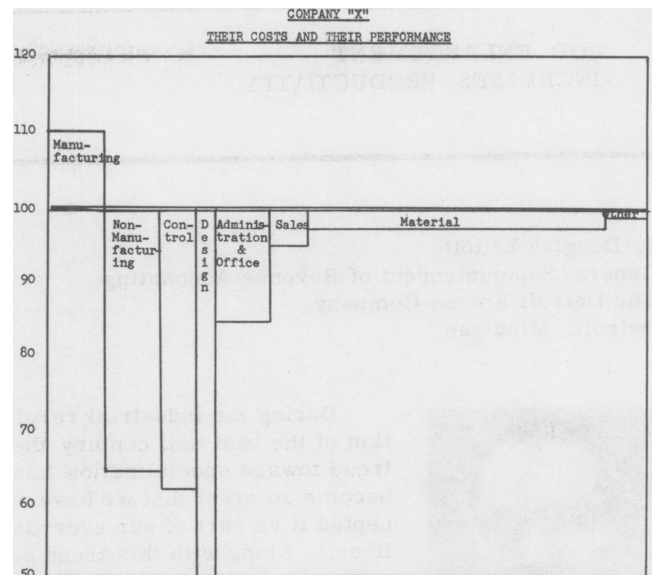 COMPANY "X"
THEIR COSTS AND THEIR PERFORMANCE
120
110
Manu-
facturing
100
Non-
Manu-
factur-
ing
Con-
trol
D
e
s
i
g
n
Adminis-
tration
&
Office
Sales
Material
Other
90
80
70
60
50